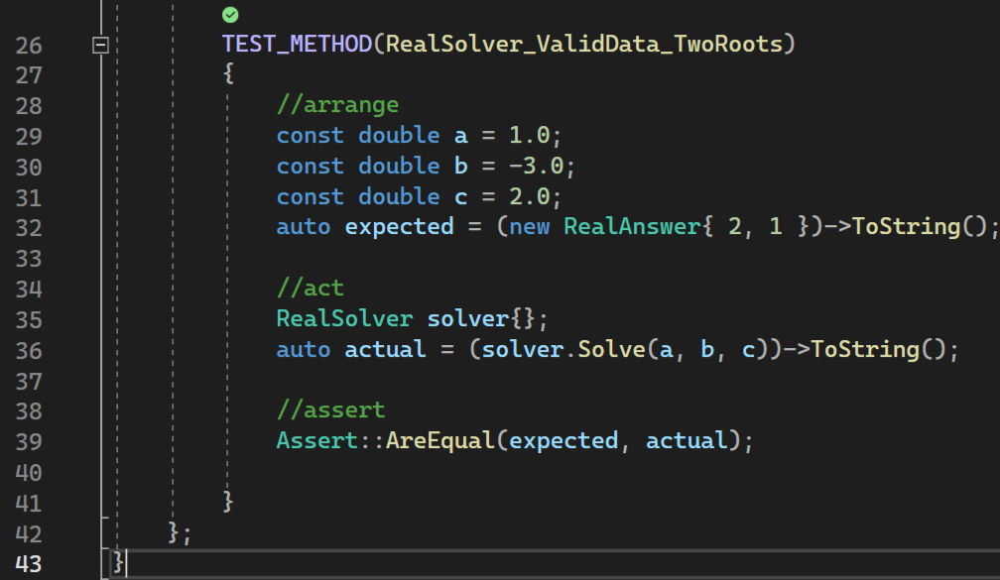 26 TEST_METHOD(RealSolver_ValidData_TwoRoots)
27 {
28 //arrange
29 const double a = 1.0;
30 const double b = -3.0;
31 const double c = 2.0;
32 auto expected = (new RealAnswer{ 2, 1 })->ToString();
33
34 //act
35 RealSolver solver{};
36 auto actual = (solver.Solve(a, b, c))->ToString();
37
38 //assert
39 Assert::AreEqual(expected, actual);
40
41 }
42 };
43 }